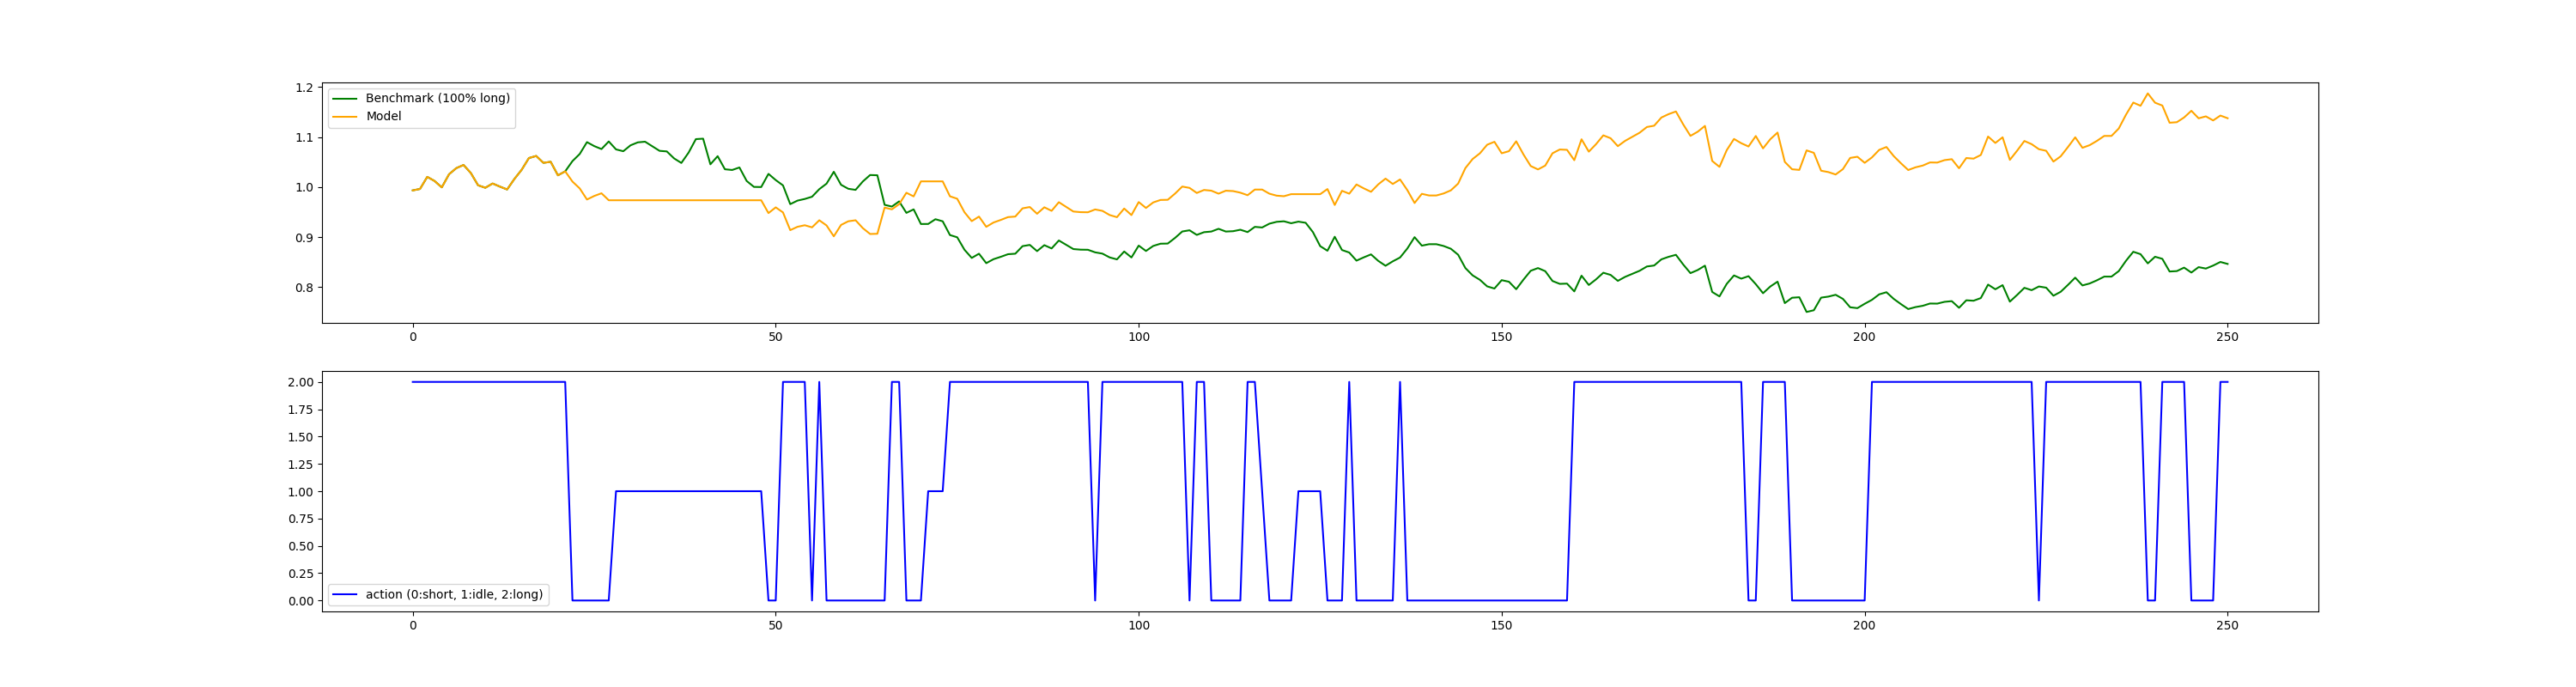 1.2
1.1
1.0
0.9
0.8
Benchmark (100% long)
Model
0 50 100 150 200 250
2.00
1.75
1.50
1.25
1.00
0.75
0.50
0.25
0.00
action (0:short, 1:idle, 2:long)
0 50 100 150 200 250